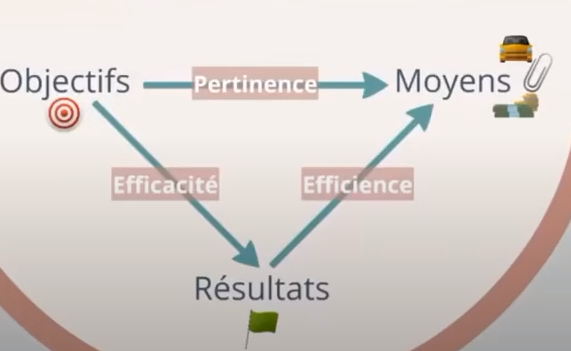 Objectifs
Pertinence
Moyens
Efficacité
Efficience
Résultats